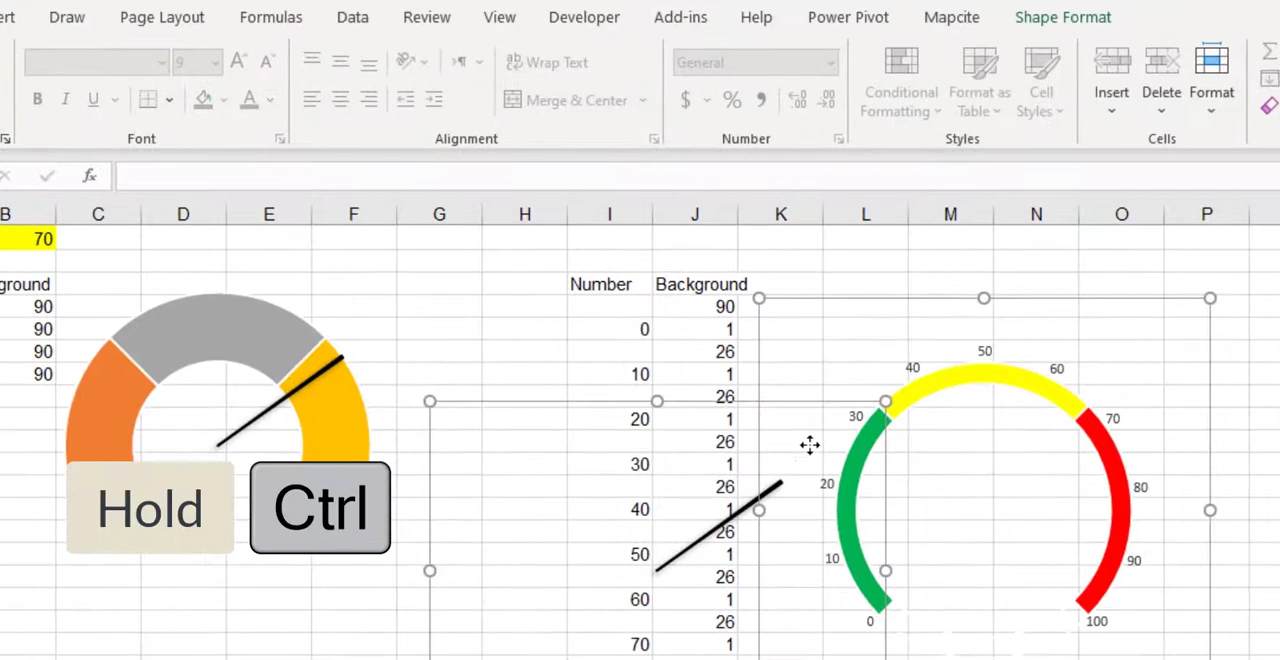 ert Draw Page Layout Formulas Data Review View Developer Add-ins Help Power Pivot Mapcite Shape Format
9 A A ab Wrap Text General
B I U A Merge & Center $ % Conditional Formatting Format as Table Cell Styles Insert Delete Format
Font Alignment Number Styles Cells
fx
B C D E F G H I J K L M N O P
70
ground Number Background
90 90
90 0 1
90 26
90 10 1
26
20 1
26
30 1
26
40 1
26
50 1
26
60 1
26
70 1
Hold Ctrl
0
10
20
30
40
50
60
70
80
90
100